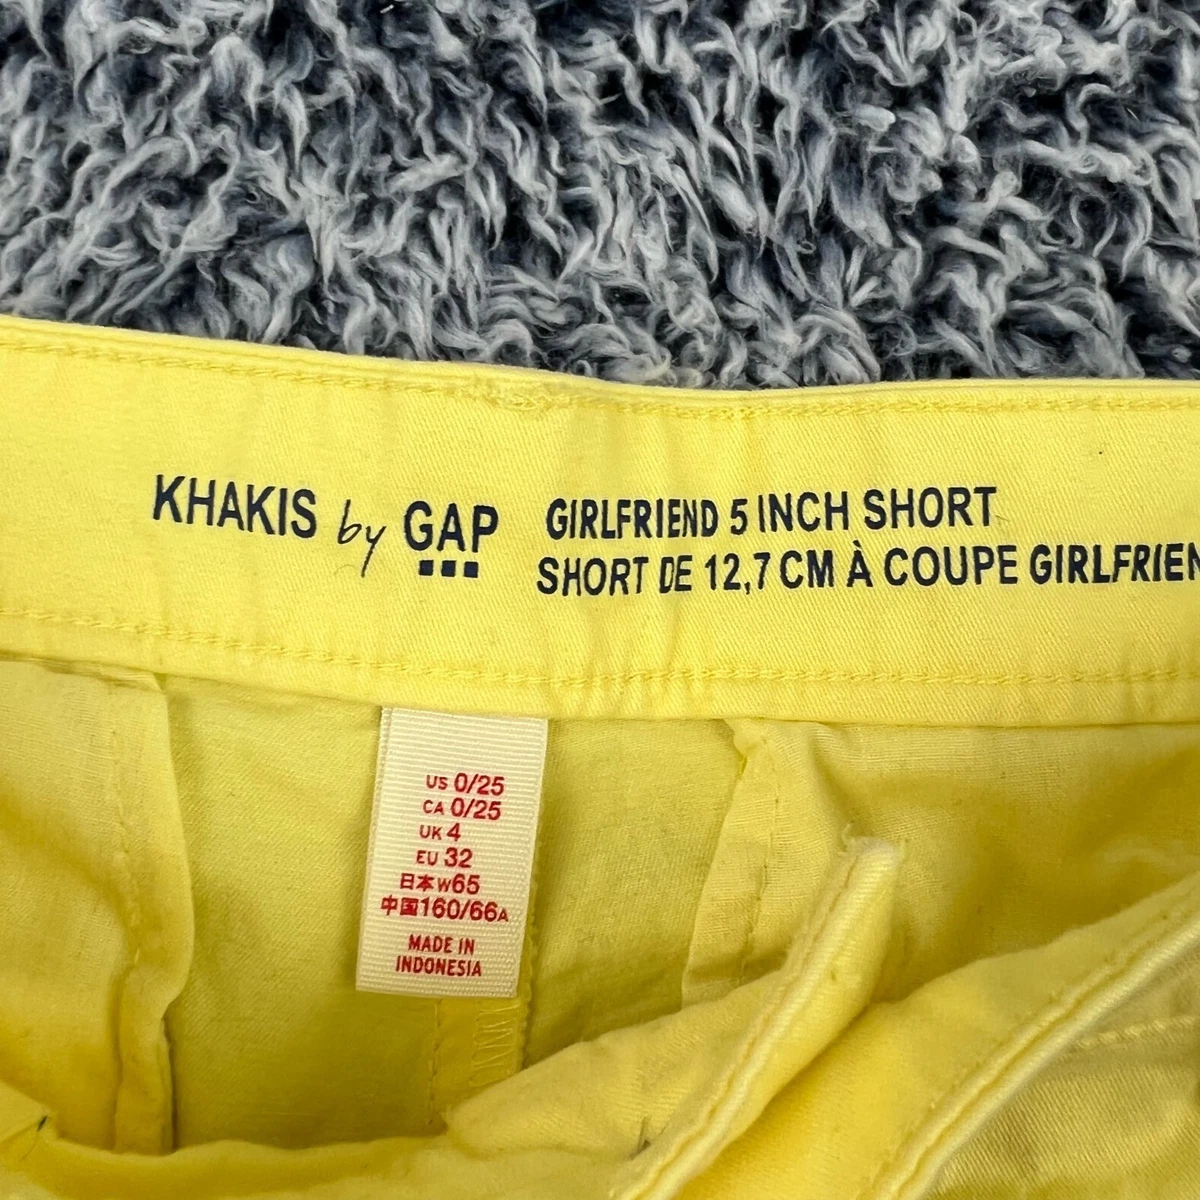 KHAKIS by GAP
GIRLFRIEND 5 INCH SHORT
SHORT DE 12,7 CM À COUPE GIRLFRIEN
US 0/25
CA 0/25
UK 4
EU 32
日本 W65
中国 160/66A
MADE IN
INDONESIA